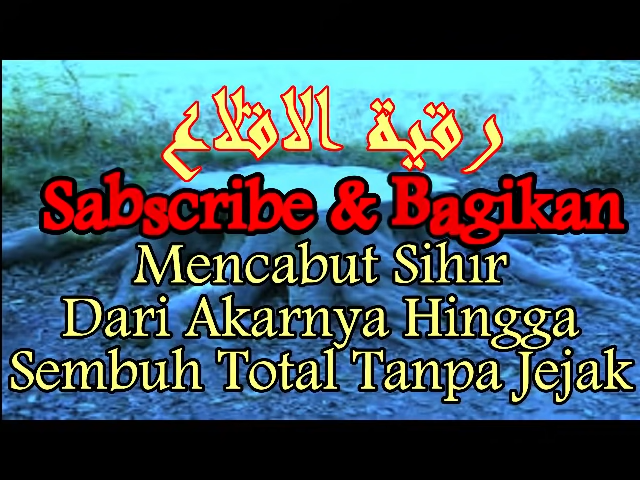 رقية الاقلاع
Sabscribe & Bagikan
Mencabut Sihir
Dari Akarnya Hingga
Sembuh Total Tanpa Jejak